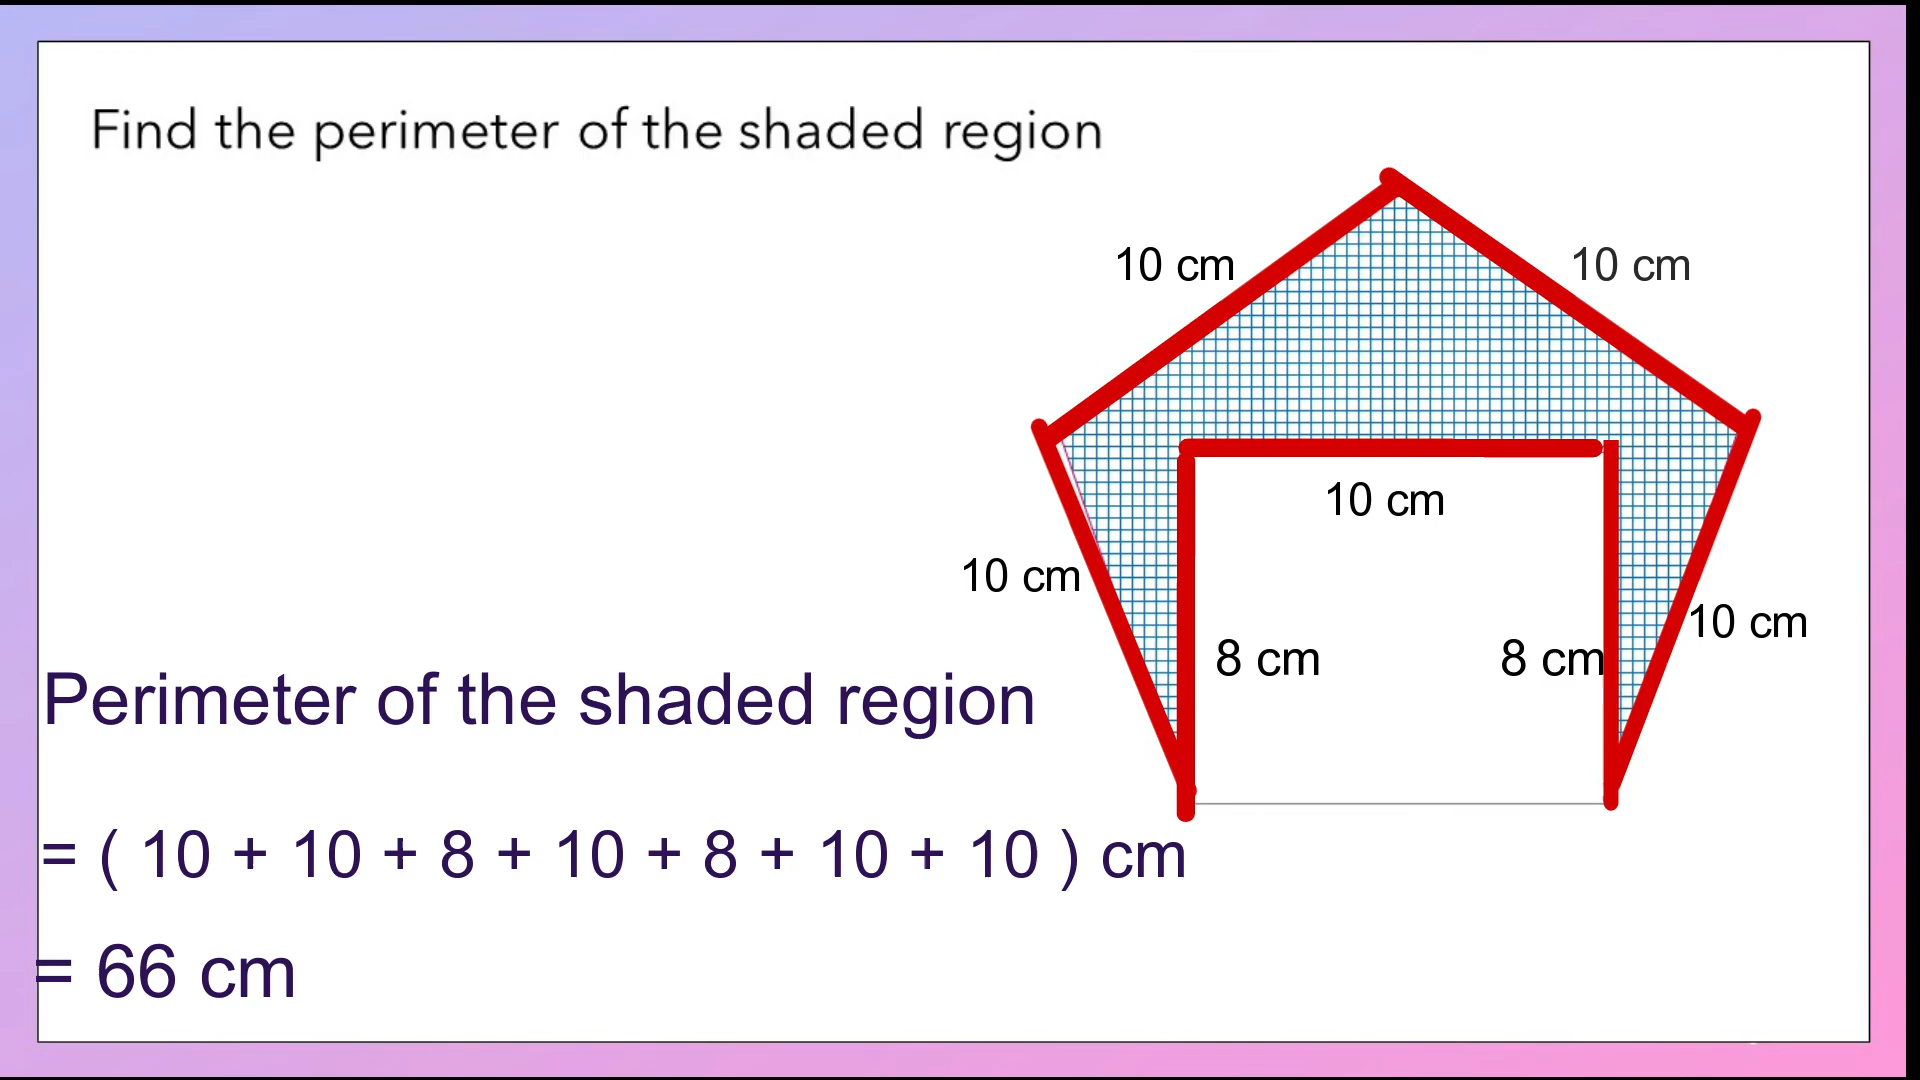 Find the perimeter of the shaded region
10 cm
10 cm
10 cm
10 cm
10 cm
8 cm
8 cm
Perimeter of the shaded region
= ( 10 + 10 + 8 + 10 + 8 + 10 + 10 ) cm
= 66 cm